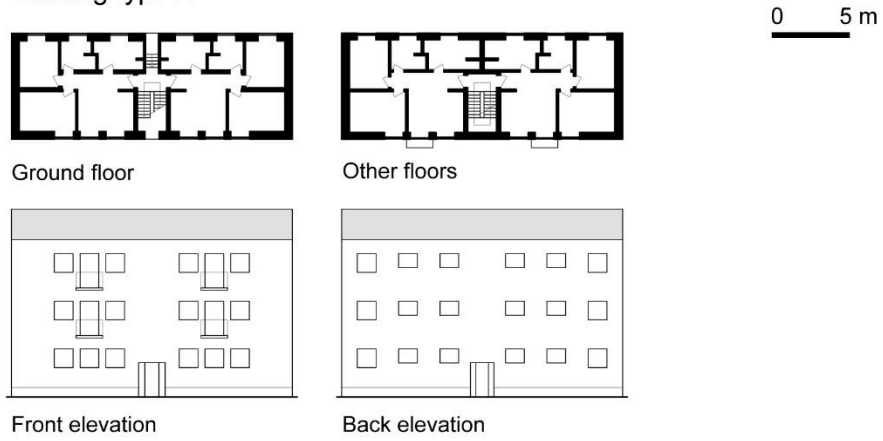 0 5 m
Ground floor
Other floors
Front elevation
Back elevation